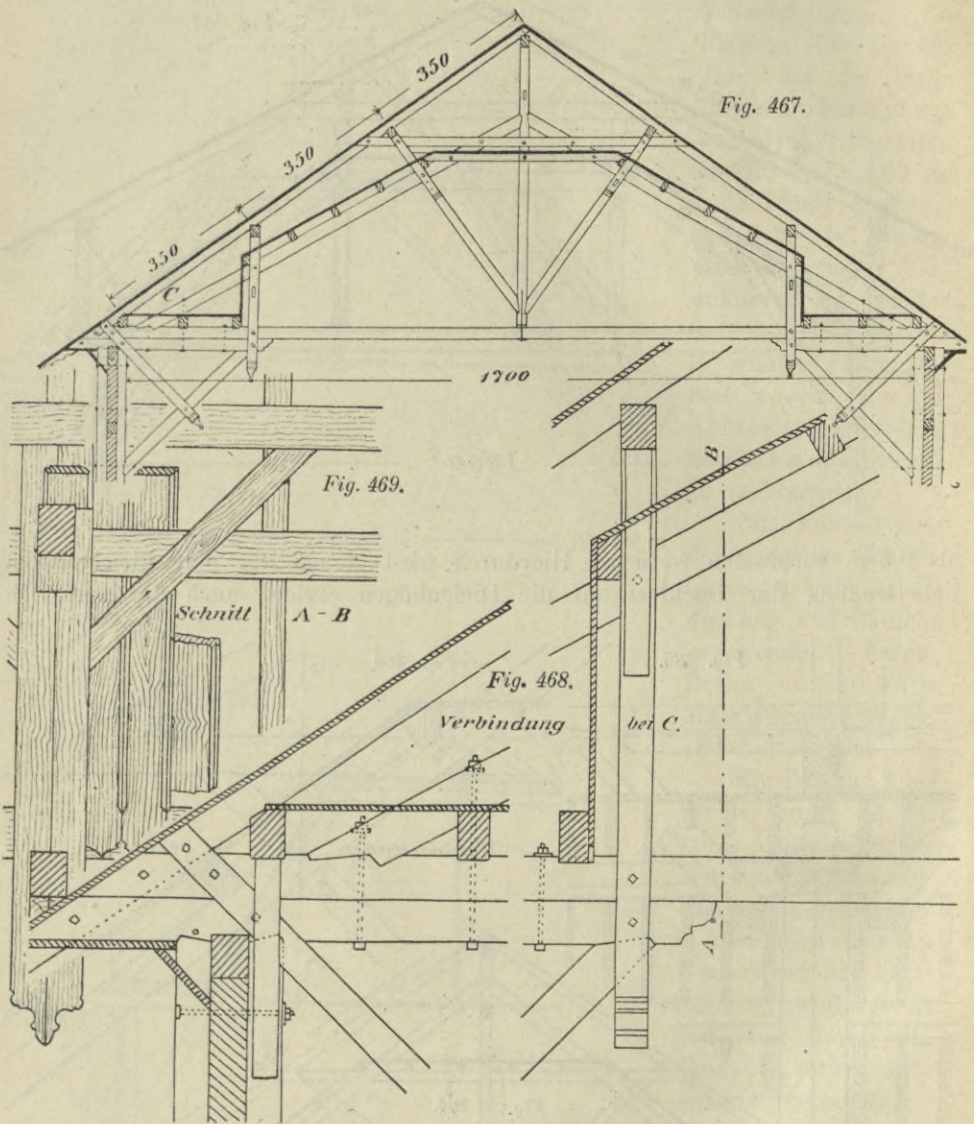 Fig. 467.
350
350
350
C
1700
Fig. 469.
Schnitt A - B
B
Fig. 468.
Verbindung bei C.
A